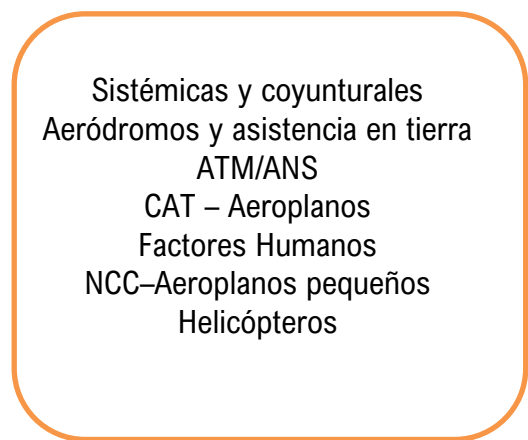 Sistémicas y coyunturales
Aeródromos y asistencia en tierra
ATM/ANS
CAT – Aeroplanos
Factores Humanos
NCC–Aeroplanos pequeños
Helicópteros